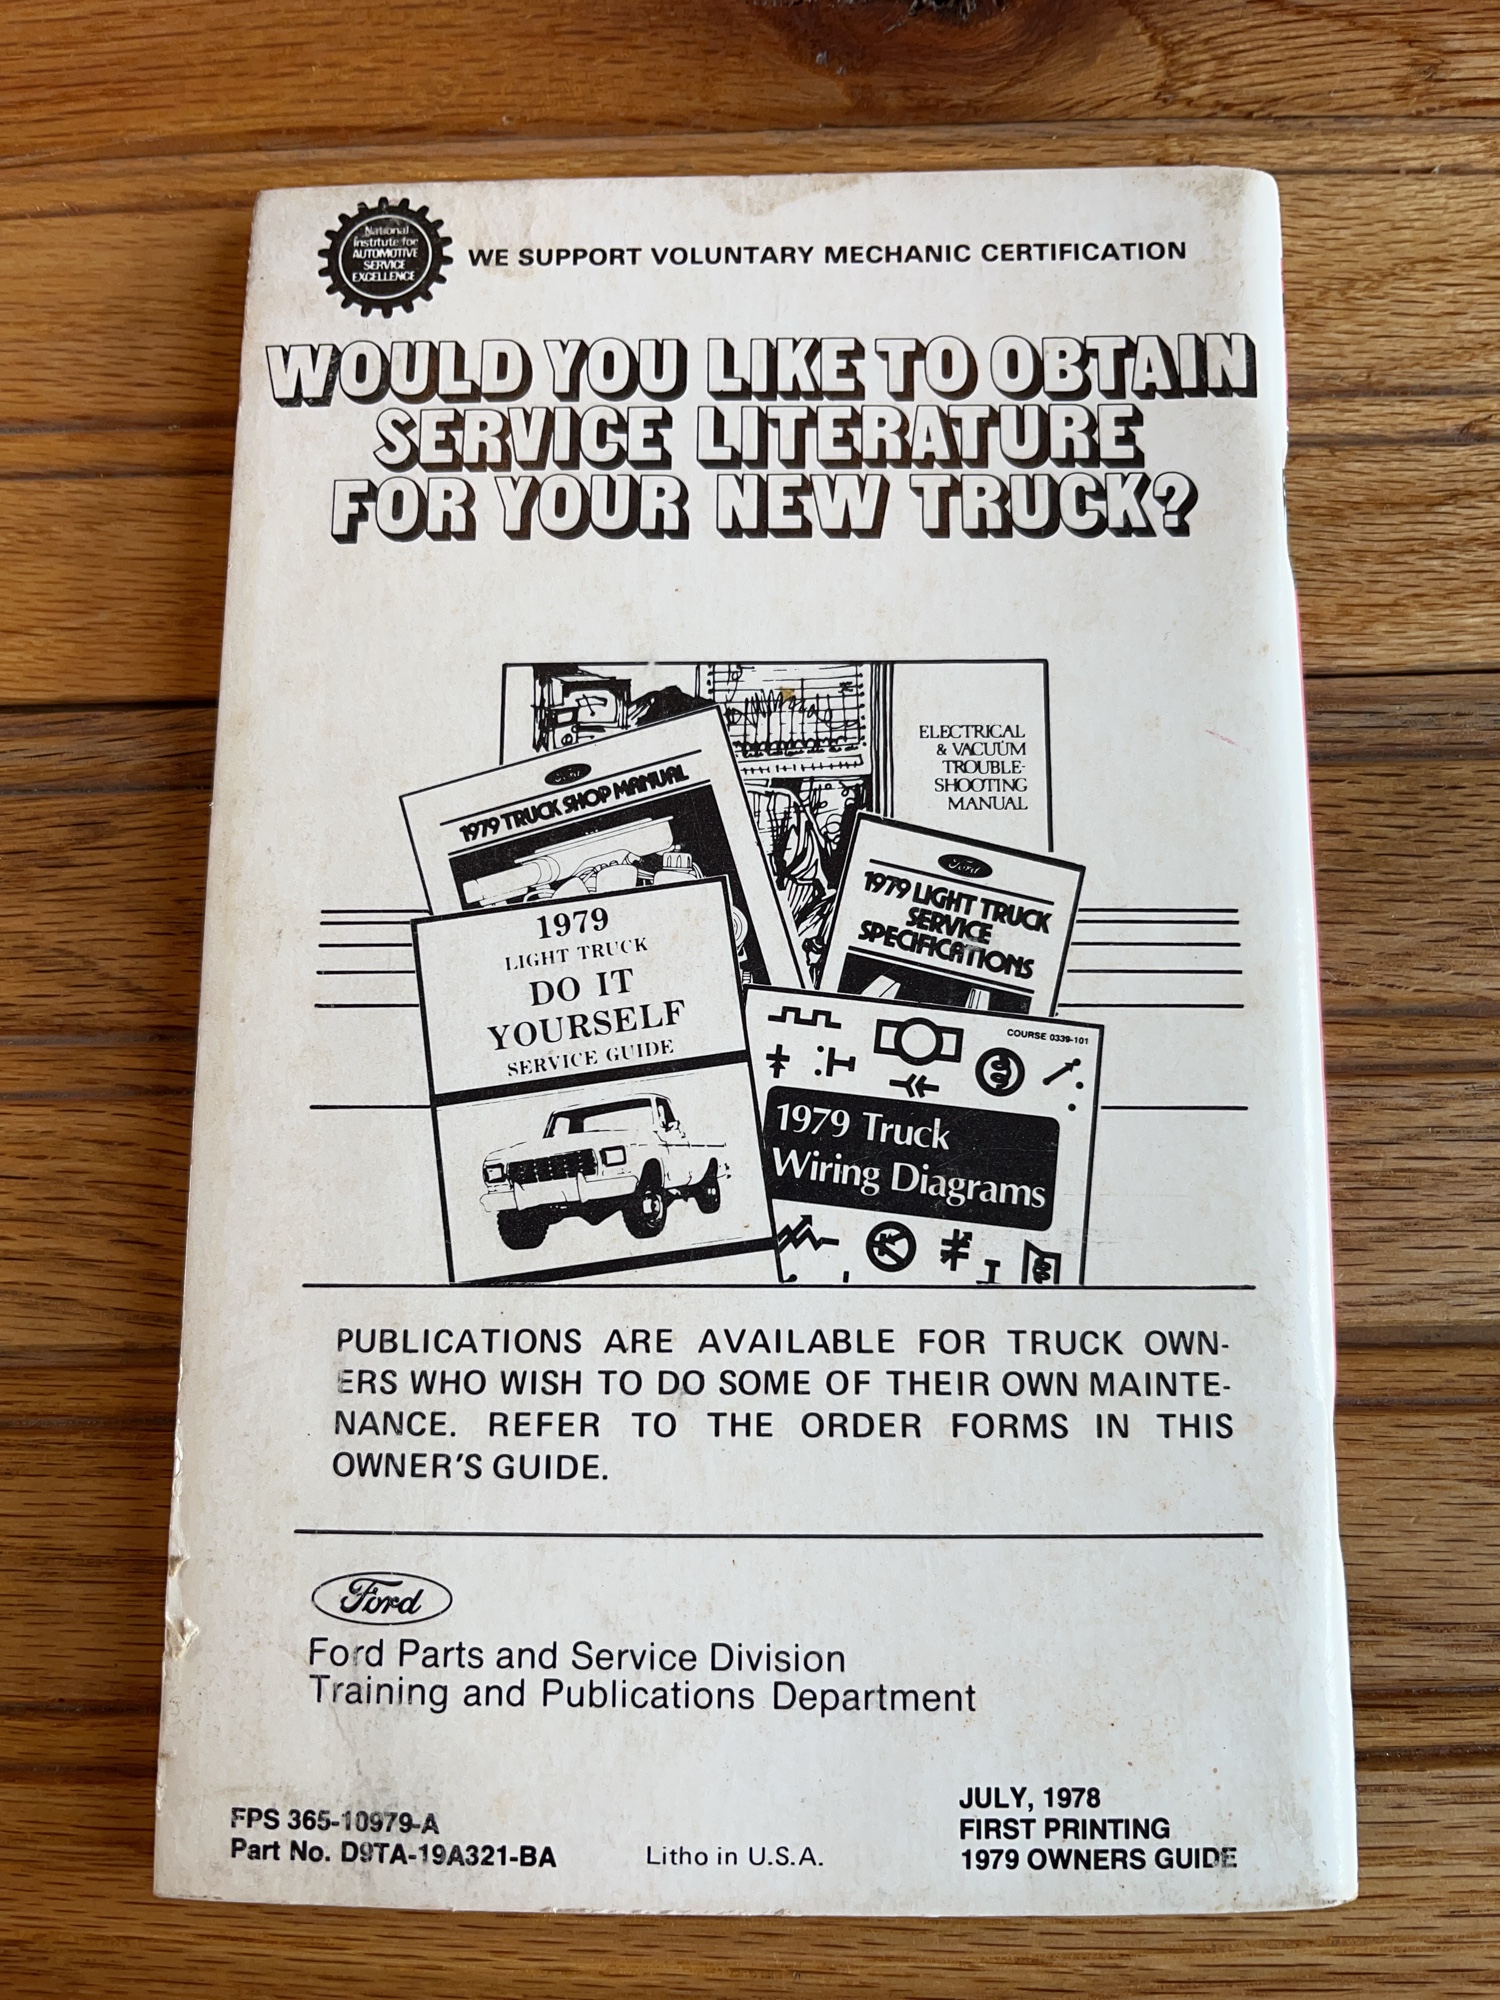 National
Institute for
AUTOMOTIVE
SERVICE
EXCELLENCE
WE SUPPORT VOLUNTARY MECHANIC CERTIFICATION
WOULD YOU LIKE TO OBTAIN
SERVICE LITERATURE
FOR YOUR NEW TRUCK?
ELECTRICAL
& VACUUM
TROUBLE-
SHOOTING
MANUAL
Ford
1979 TRUCK SHOP MANUAL
Ford
1979 LIGHT TRUCK
SERVICE
SPECIFICATIONS
1979
LIGHT TRUCK
DO IT
YOURSELF
SERVICE GUIDE
COURSE 0339-101
1979 Truck
Wiring Diagrams
PUBLICATIONS ARE AVAILABLE FOR TRUCK OWN-
ERS WHO WISH TO DO SOME OF THEIR OWN MAINTE-
NANCE. REFER TO THE ORDER FORMS IN THIS
OWNER'S GUIDE.
Ford
Ford Parts and Service Division
Training and Publications Department
FPS 365-10979-A
Part No. D9TA-19A321-BA
Litho in U.S.A.
JULY, 1978
FIRST PRINTING
1979 OWNERS GUIDE